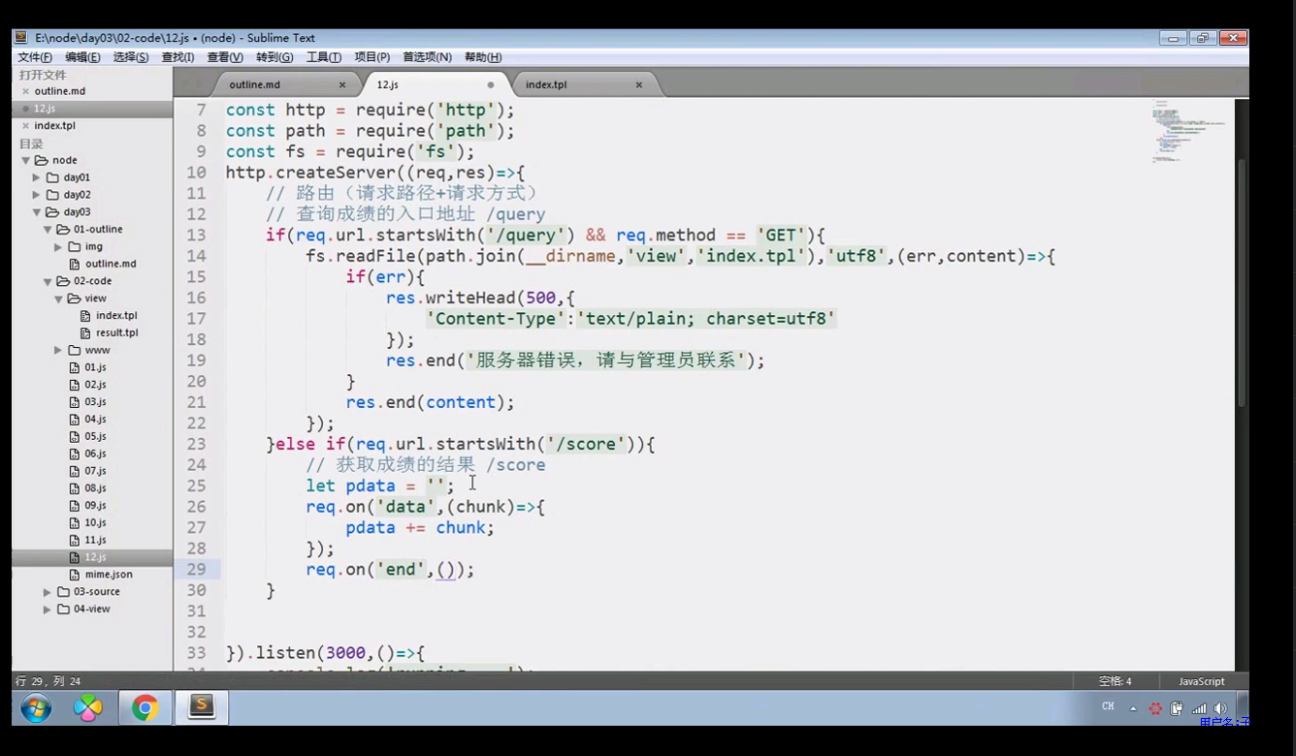 E:\node\day03\02-code\12.js • (node) - Sublime Text
文件(F) 编辑(E) 选择(S) 查找(I) 查看(V) 转到(G) 工具(T) 项目(P) 首选项(N) 帮助(H)
打开文件
outline.md
12.js
index.tpl
目录
node
day01
day02
day03
01-outline
img
outline.md
02-code
view
index.tpl
result.tpl
www
01.js
02.js
03.js
04.js
05.js
06.js
07.js
08.js
09.js
10.js
11.js
12.js
mime.json
03-source
04-view
outline.md 12.js index.tpl
7 const http = require('http');
8 const path = require('path');
9 const fs = require('fs');
10 http.createServer((req,res)=>{
11 // 路由（请求路径+请求方式）
12 // 查询成绩的入口地址 /query
13 if(req.url.startsWith('/query') && req.method == 'GET'){
14 fs.readFile(path.join(__dirname,'view','index.tpl'),'utf8',(err,content)=>{
15 if(err){
16 res.writeHead(500,{
17 'Content-Type':'text/plain; charset=utf8'
18 });
19 res.end('服务器错误，请与管理员联系');
20 }
21 res.end(content);
22 });
23 }else if(req.url.startsWith('/score')){
24 // 获取成绩的结果 /score
25 let pdata = '';
26 req.on('data',(chunk)=>{
27 pdata += chunk;
28 });
29 req.on('end',());
30 }
31
32
33 }).listen(3000,()=>{
行 29, 列 24 空格: 4 JavaScript
CH
用户名: